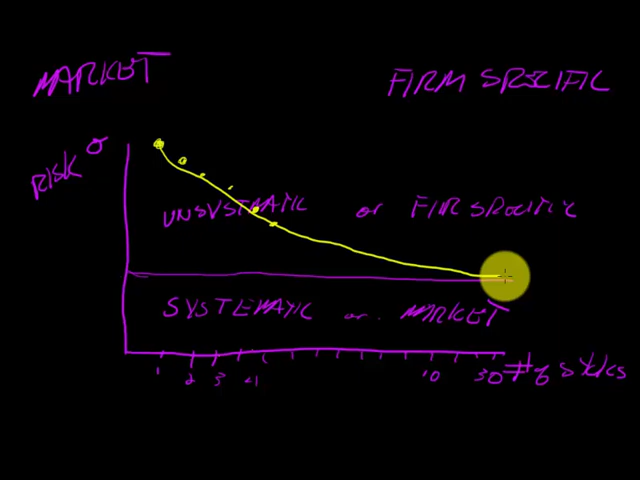 MARKET
FIRM SPECIFIC
RISK σ
UNSYSTEMATIC or FIRM SPECIFIC
SYSTEMATIC or MARKET
1 2 3 4 10 30 # of stocks